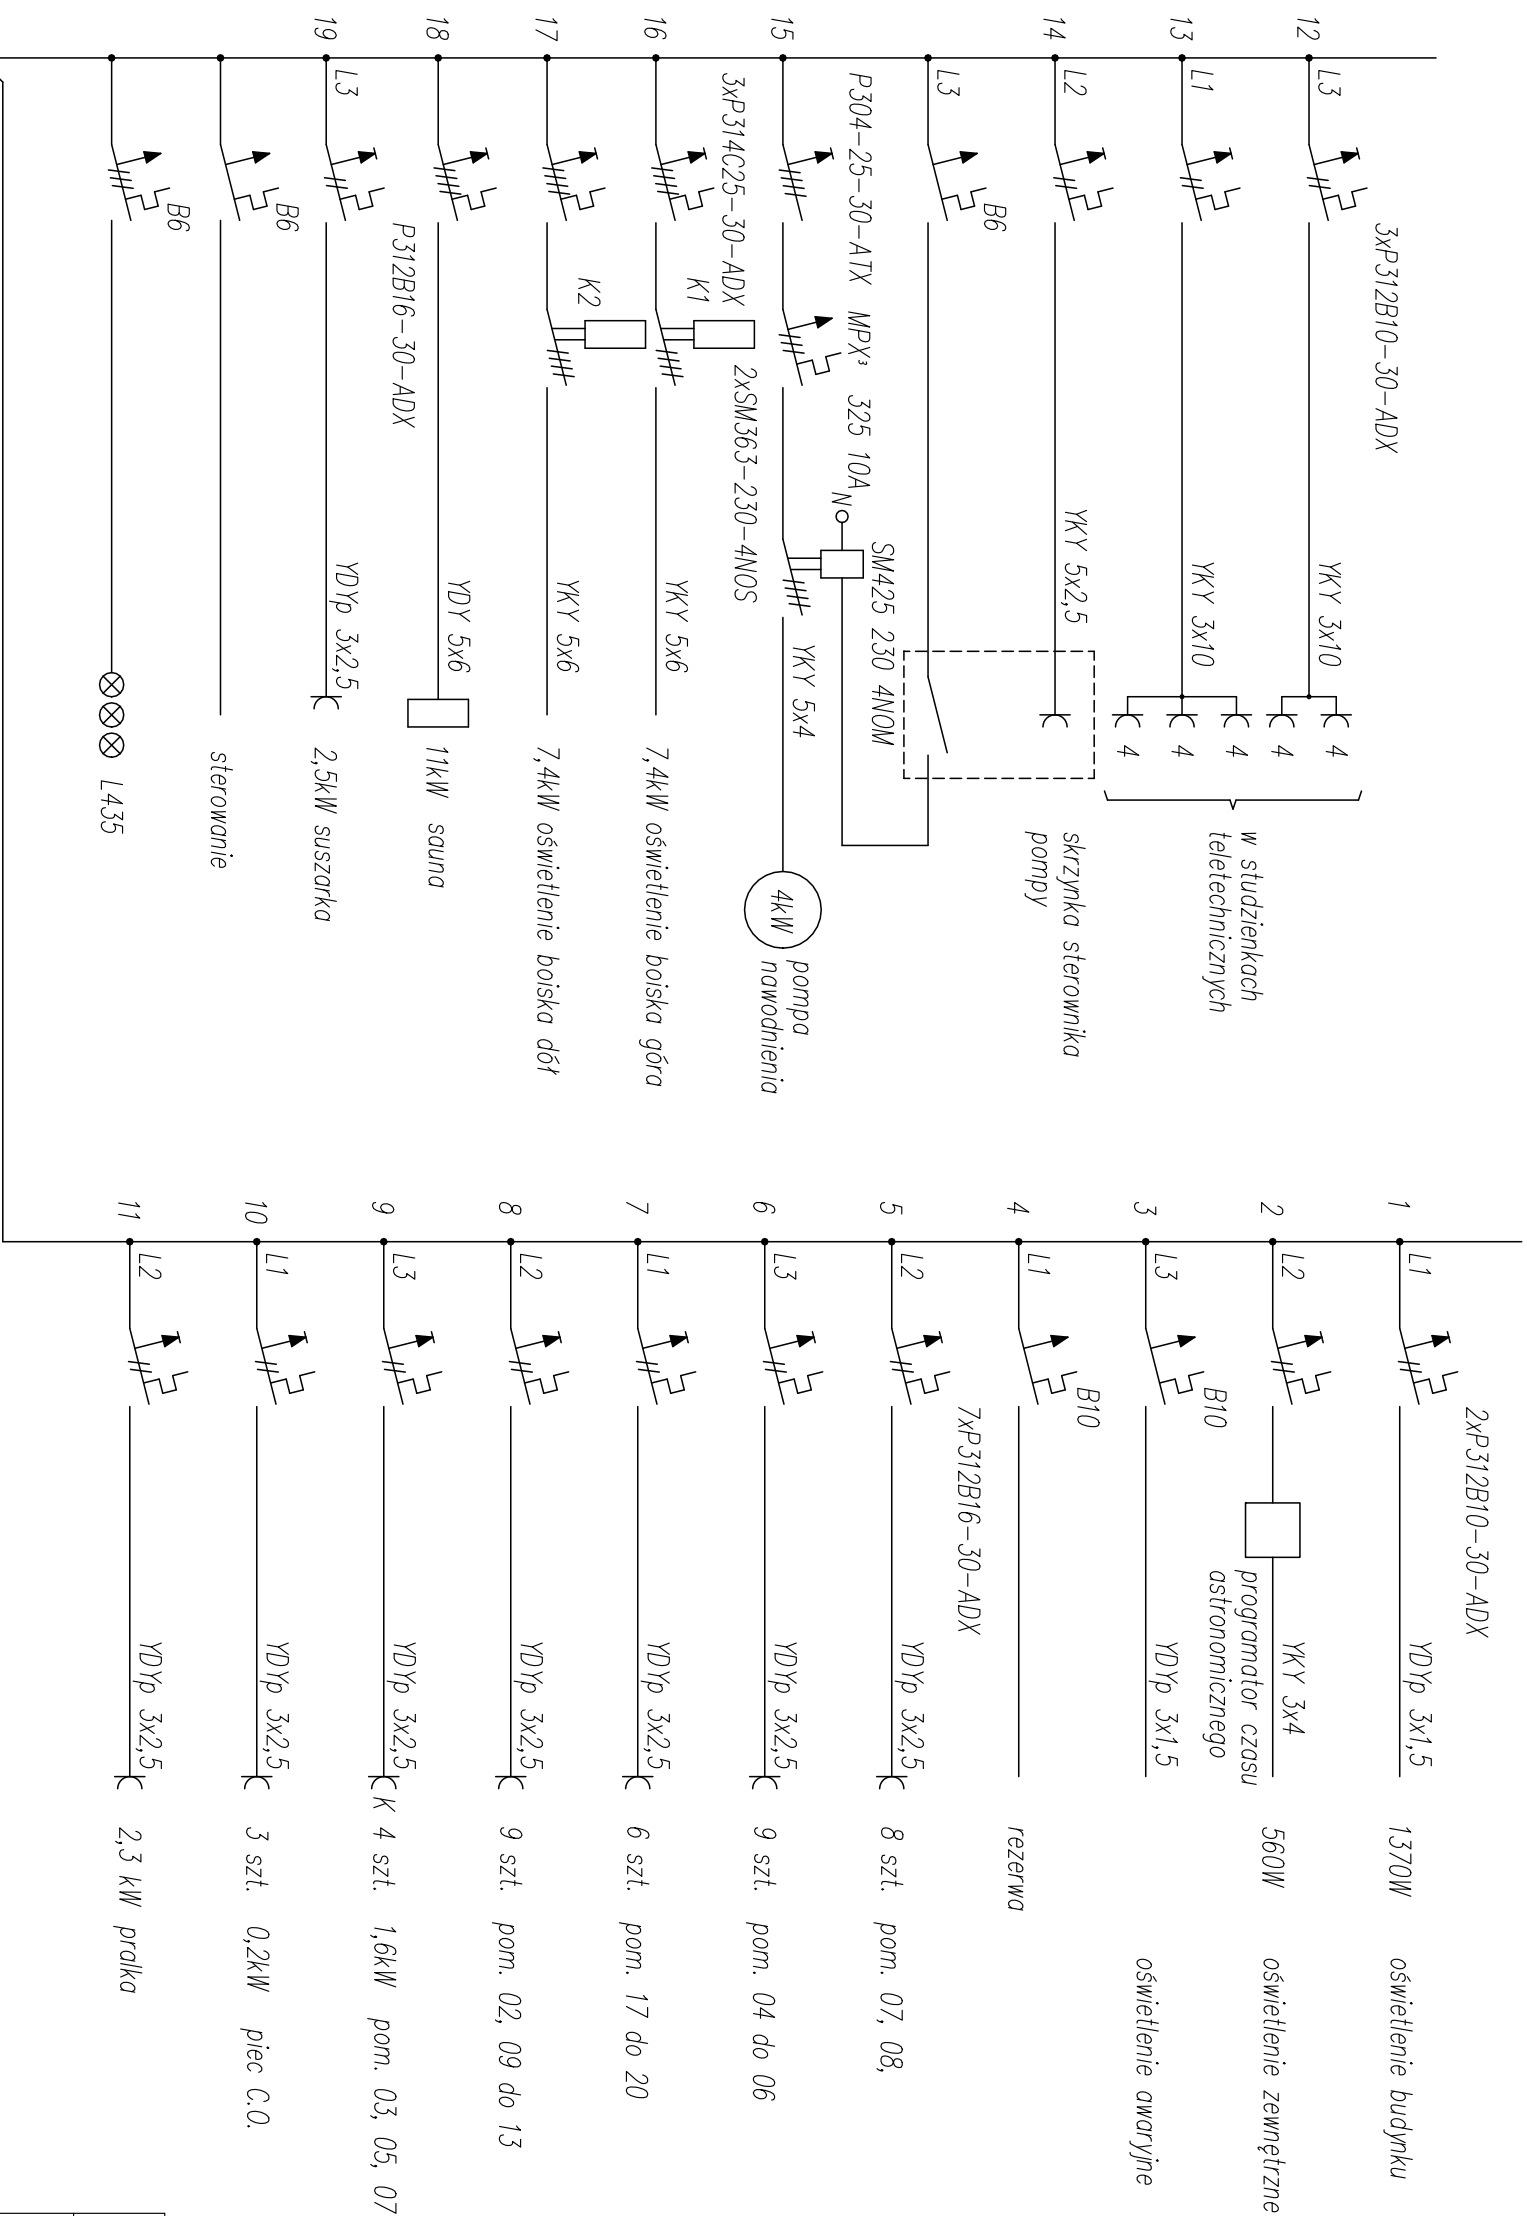 12
L3
3xP312B10-30-ADX
YKY 3x10
4
4
13
L1
YKY 3x10
4
4
4
w studzienkach
teletechnicznych
14
L2
YKY 5x2,5
skrzynka sterownika
pompy
L3
B6
15
P304-25-30-ATX MPX³ 325 10A
N
SM425 230 4NOM
YKY 5x4
4kW
pompa
nawodnienia
16
3xP314C25-30-ADX
K1
2xSM363-230-4NOS
YKY 5x6
7,4kW oświetlenie boiska góra
17
K2
YKY 5x6
7,4kW oświetlenie boiska dół
18
YDY 5x6
11kW sauna
19
L3
P312B16-30-ADX
YDYp 3x2,5
2,5kW suszarka
B6
sterowanie
B6
L435
1
L1
2xP312B10-30-ADX
YDYp 3x1,5
1370W oświetlenie budynku
2
L2
programator czasu
astronomicznego
YKY 3x4
560W oświetlenie zewnętrzne
3
L3
B10
YDYp 3x1,5
oświetlenie awaryjne
4
L1
B10
rezerwa
5
L2
7xP312B16-30-ADX
YDYp 3x2,5
8 szt. pom. 07, 08,
6
L3
YDYp 3x2,5
9 szt. pom. 04 do 06
7
L1
YDYp 3x2,5
6 szt. pom. 17 do 20
8
L2
YDYp 3x2,5
9 szt. pom. 02, 09 do 13
9
L3
YDYp 3x2,5
K 4 szt. 1,6kW pom. 03, 05, 07
10
L1
YDYp 3x2,5
3 szt. 0,2kW piec C.O.
11
L2
YDYp 3x2,5
2,3 kW pralka